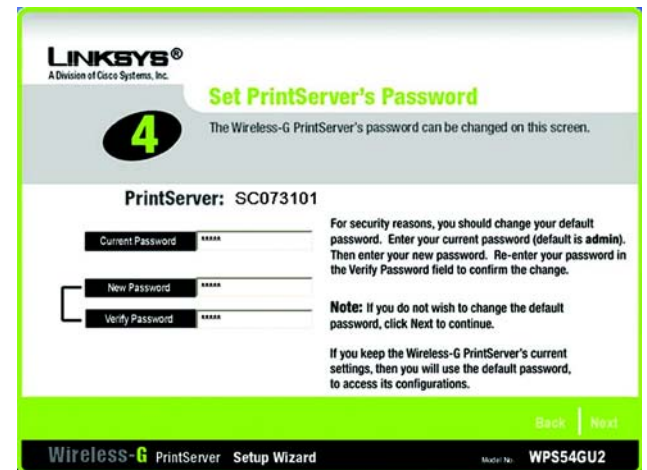 LINKSYS®
A Division of Cisco Systems, Inc.
Set PrintServer's Password
4
The Wireless-G PrintServer's password can be changed on this screen.
PrintServer: SC073101
Current Password *****
New Password *****
Verify Password *****
For security reasons, you should change your default
password. Enter your current password (default is admin).
Then enter your new password. Re-enter your password in
the Verify Password field to confirm the change.
Note: If you do not wish to change the default
password, click Next to continue.
If you keep the Wireless-G PrintServer's current
settings, then you will use the default password,
to access its configurations.
Back Next
Wireless-G PrintServer Setup Wizard
Model No. WPS54GU2